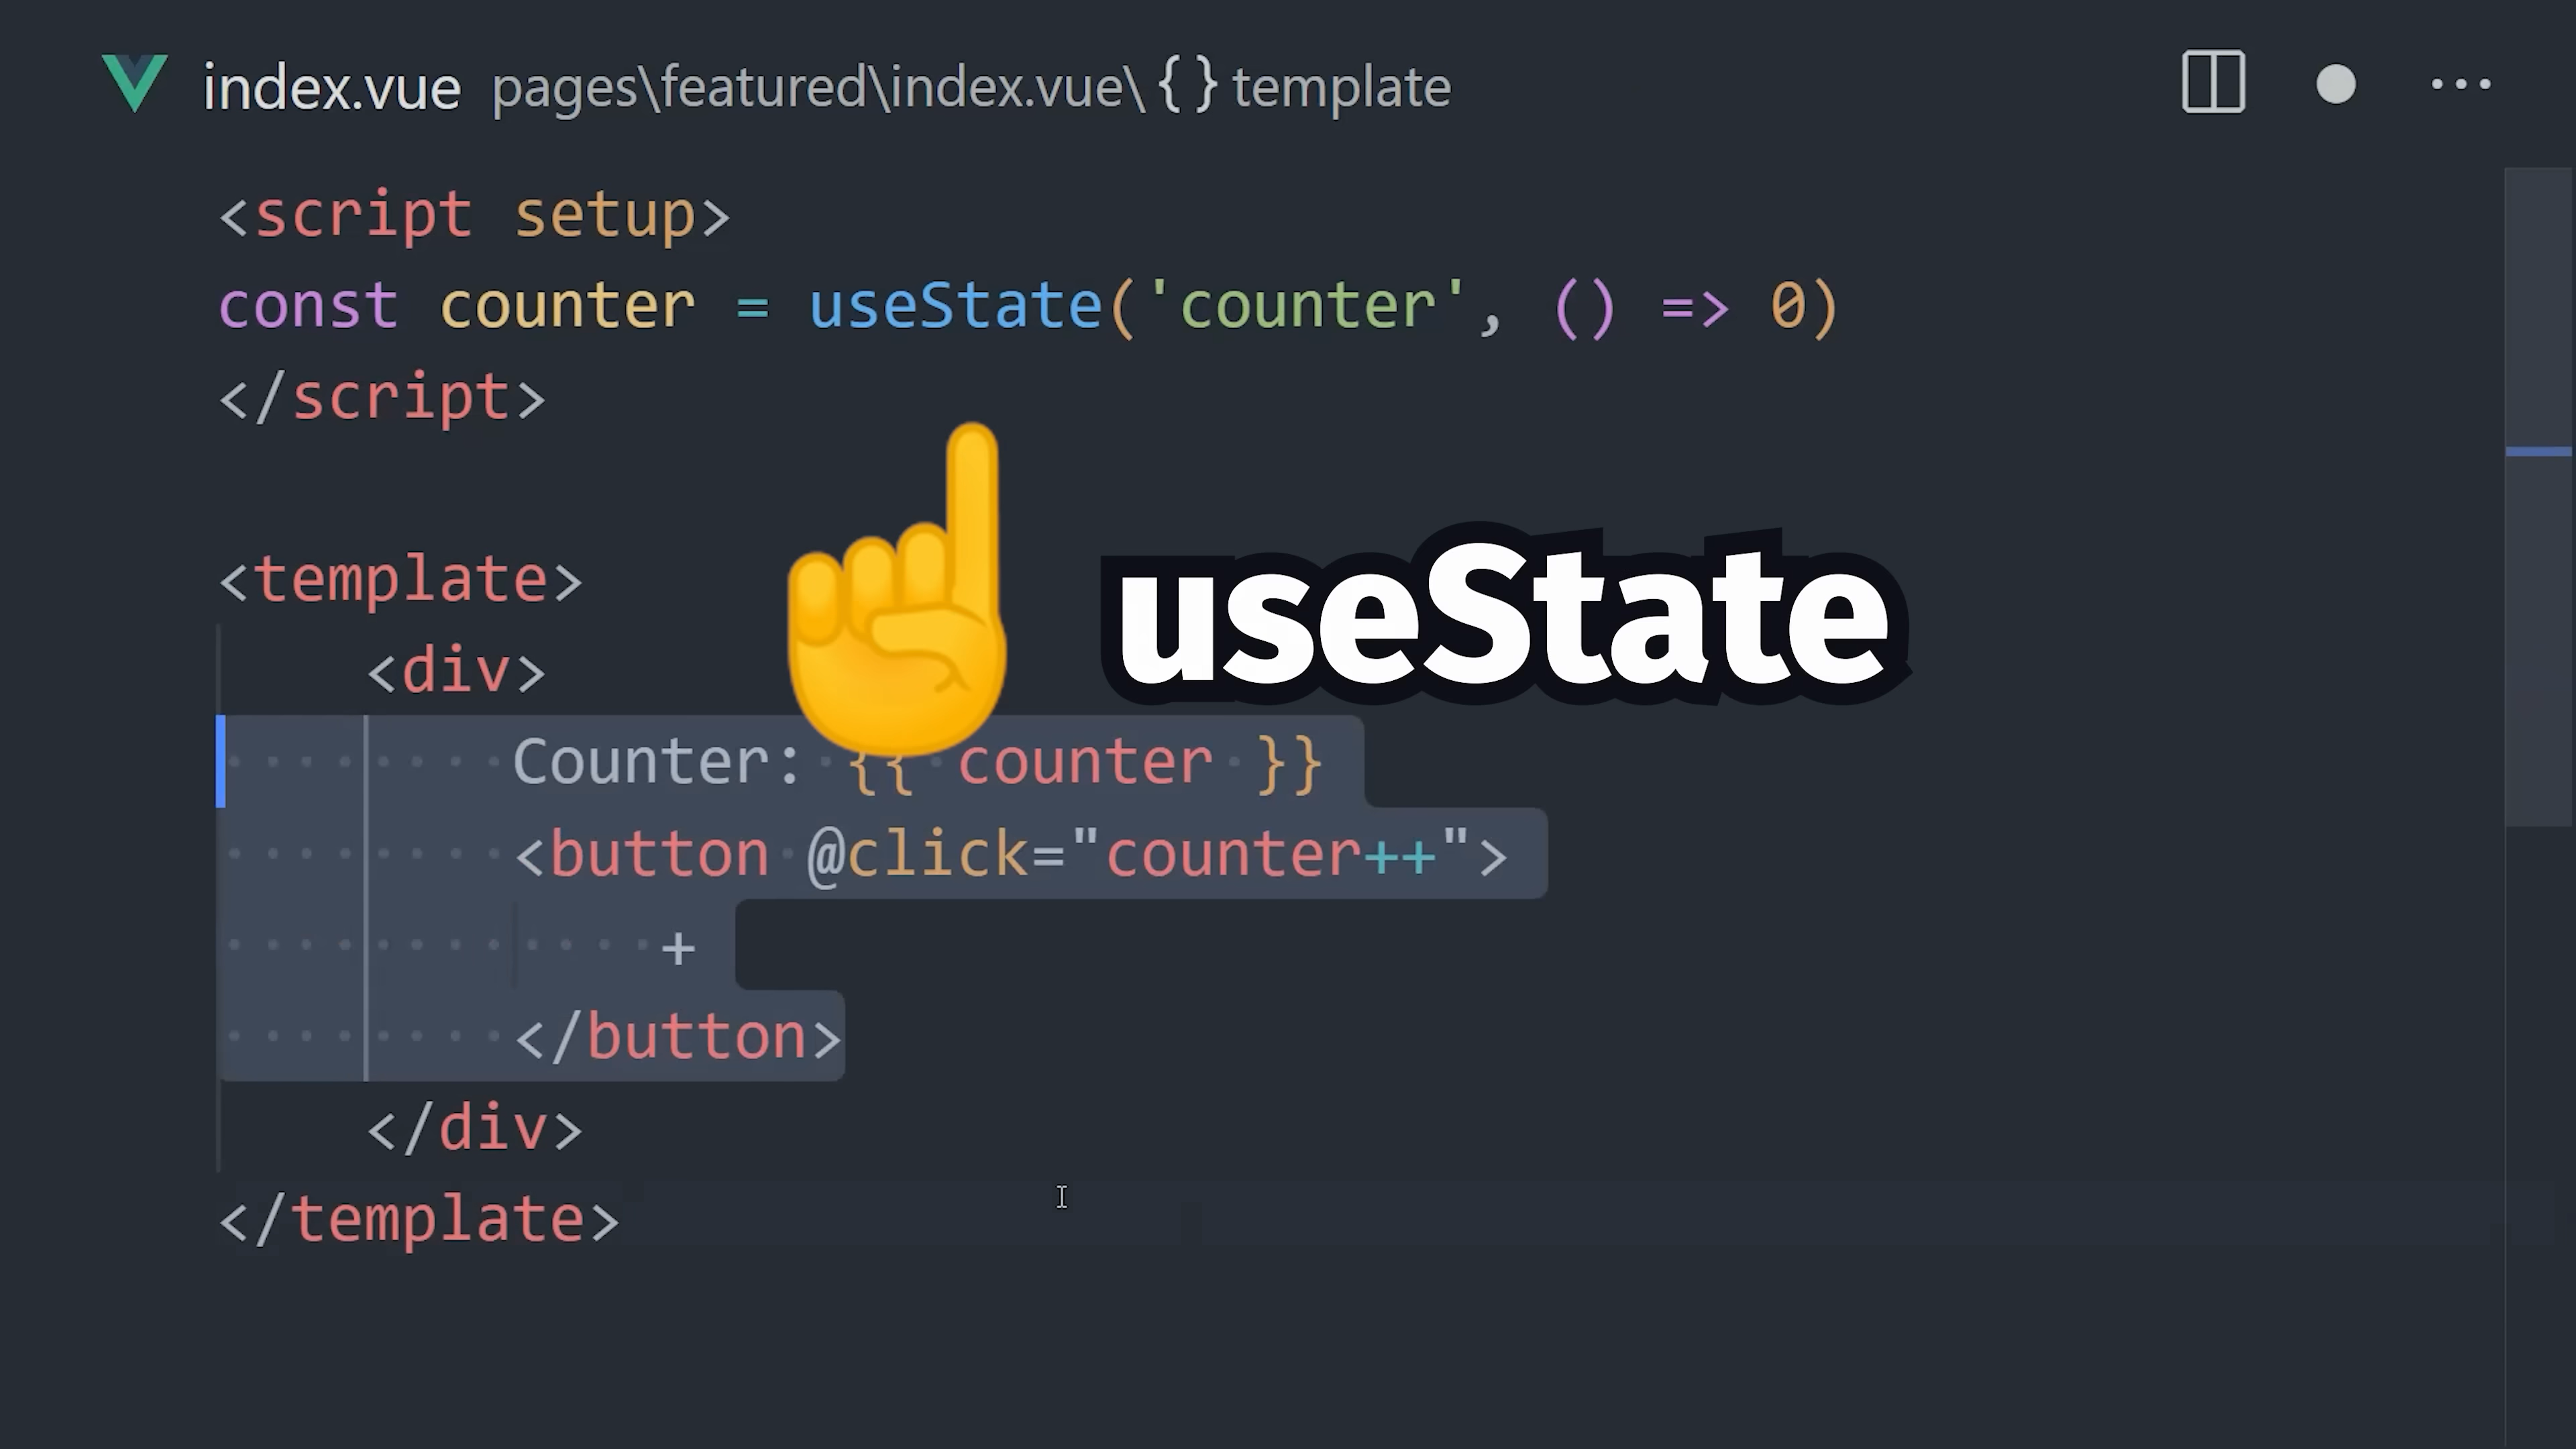 index.vue pages\featured\index.vue\{} template
<script setup>
const counter = useState('counter', () => 0)
</script>
<template>
<div>
useState
Counter: {{ counter }}
<button @click="counter++">
+
</button>
</div>
</template>